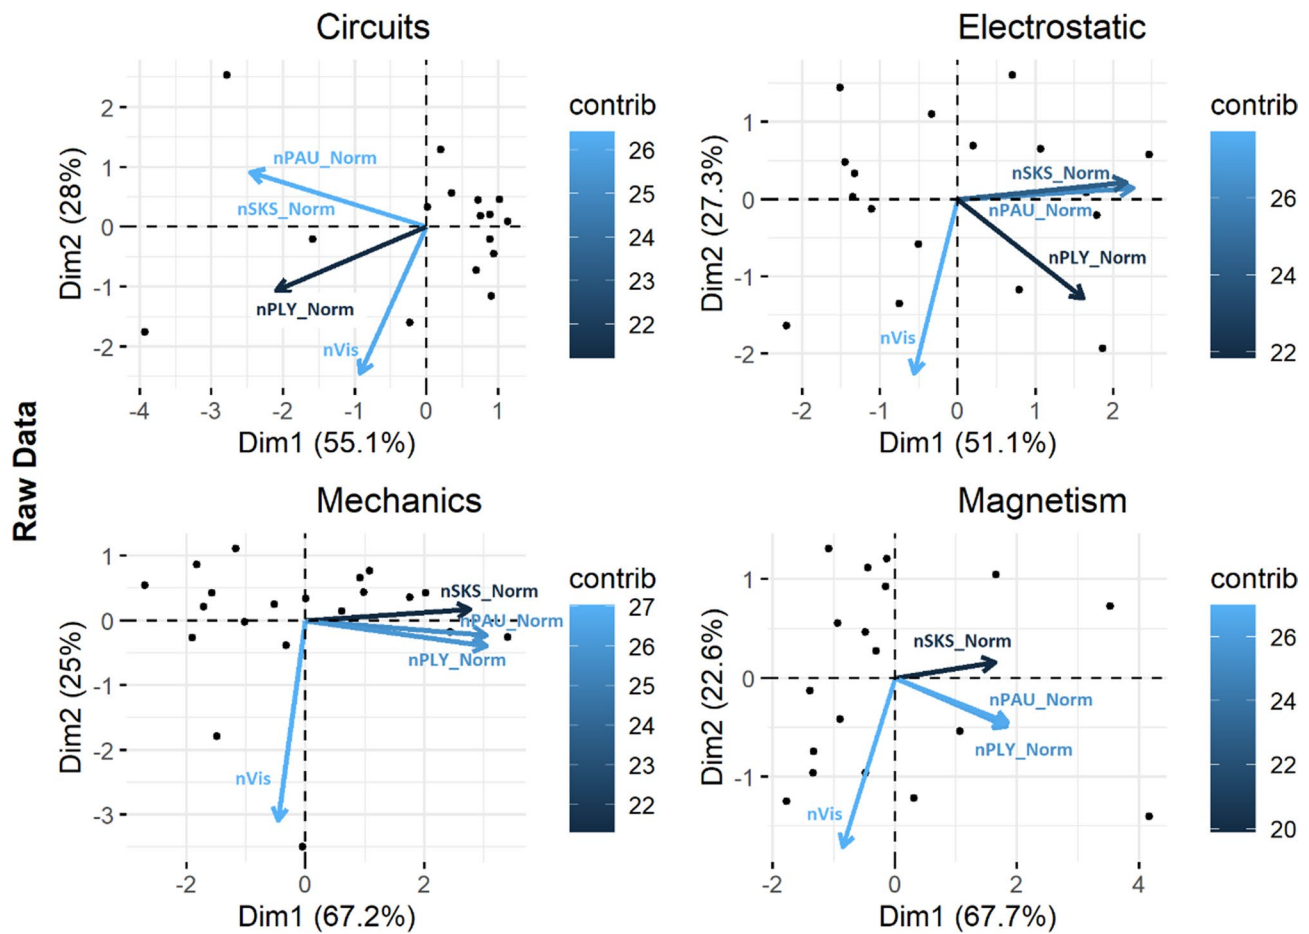 Circuits
Electrostatic
Raw Data
Dim2 (28%)
2
1
0
-1
-2
nPAU_Norm
nSKS_Norm
nPLY_Norm
nVis
-4 -3 -2 -1 0 1
Dim1 (55.1%)
contrib
26
25
24
23
22
Dim2 (27.3%)
1
0
-1
-2
nSKS_Norm
nPAU_Norm
nPLY_Norm
nVis
-2 -1 0 1 2
Dim1 (51.1%)
contrib
26
24
22
Mechanics
Magnetism
Dim2 (25%)
1
0
-1
-2
-3
nSKS_Norm
nPAU_Norm
nPLY_Norm
nVis
-2 0 2
Dim1 (67.2%)
contrib
27
26
25
24
23
22
Dim2 (22.6%)
1
0
-1
nSKS_Norm
nPAU_Norm
nPLY_Norm
nVis
-2 0 2 4
Dim1 (67.7%)
contrib
26
24
22
20